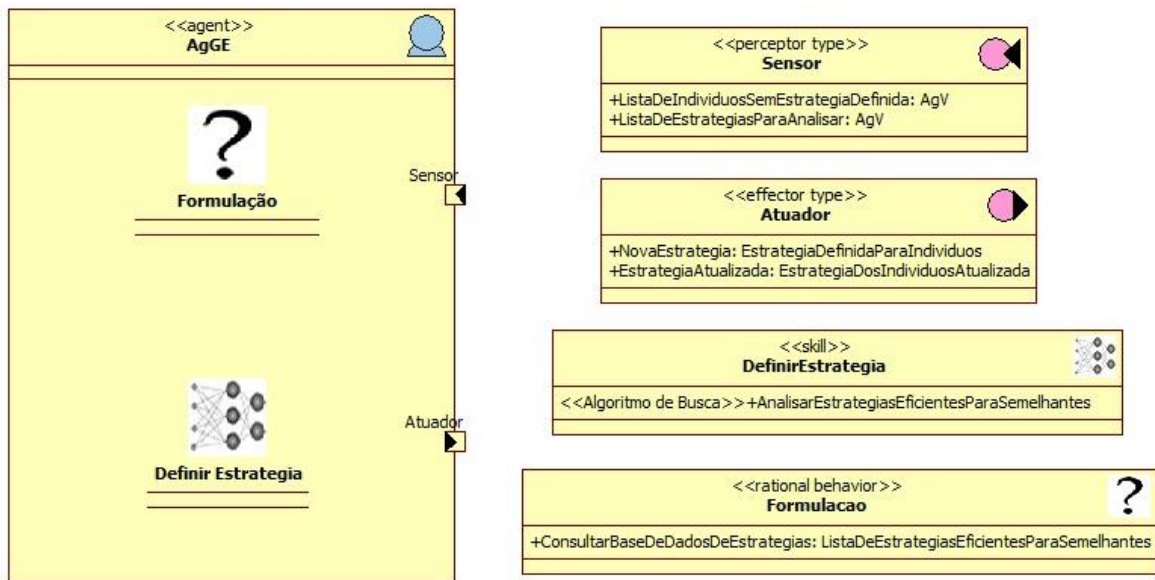 <<agent>>
AgGE
?
Formulação
Sensor
Definir Estrategia
Atuador
<<perceptor type>>
Sensor
+ListaDeIndividuosSemEstrategiaDefinida: AgV
+ListaDeEstrategiasParaAnalisar: AgV
<<effector type>>
Atuador
+NovaEstrategia: EstrategiaDefinidaParaIndividuos
+EstrategiaAtualizada: EstrategiaDosIndividuosAtualizada
<<skill>>
DefinirEstrategia
<<Algoritmo de Busca>>+AnalisarEstrategiasEficientesParaSemelhantes
<<rational behavior>>
Formulacao
?
+ConsultarBaseDeDadosDeEstrategias: ListaDeEstrategiasEficientesParaSemelhantes